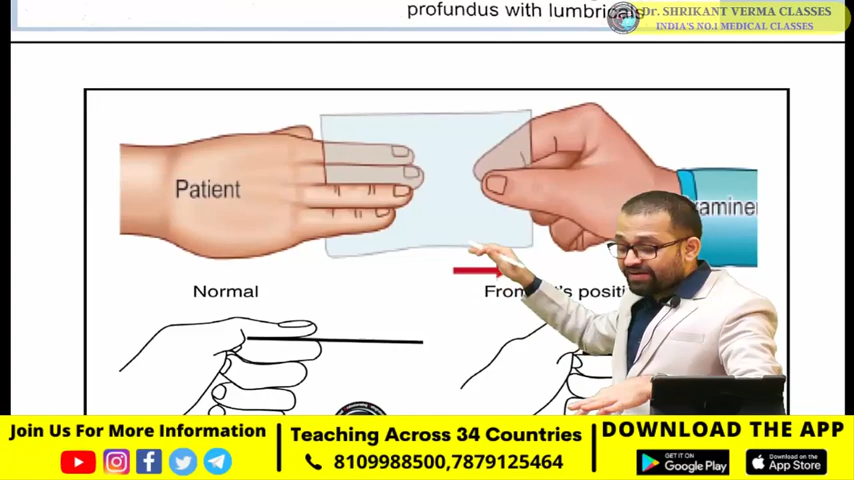 profundus with lumbricals
Dr. SHRIKANT VERMA CLASSES
INDIA'S NO.1 MEDICAL CLASSES
Patient
Normal
Join Us For More Information
Teaching Across 34 Countries
8109988500,7879125464
DOWNLOAD THE APP
GET IT ON
Google Play
Download on the
App Store